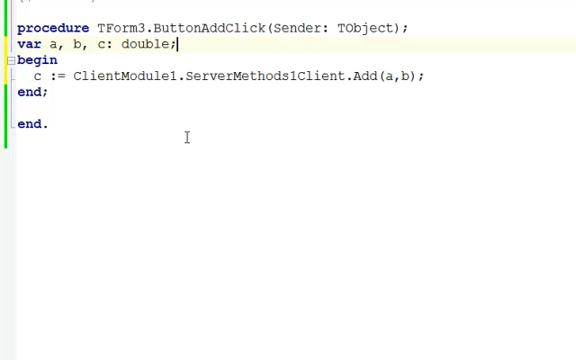 procedure TForm3.ButtonAddClick(Sender: TObject);
var a, b, c: double;
begin
c := ClientModule1.ServerMethods1Client.Add(a,b);
end;
end.